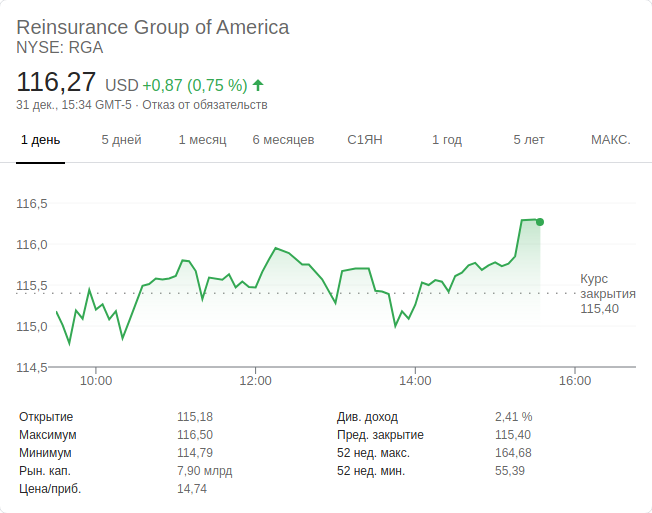 Reinsurance Group of America
NYSE: RGA
116,27 USD +0,87 (0,75 %)
31 дек., 15:34 GMT-5 · Отказ от обязательств
1 день 5 дней 1 месяц 6 месяцев С1ЯН 1 год 5 лет МАКС.
116,5
116,0
115,5
115,0
114,5
Курс
закрытия
115,40
10:00 12:00 14:00 16:00
Открытие 115,18 Див. доход 2,41 %
Максимум 116,50 Пред. закрытие 115,40
Минимум 114,79 52 нед. макс. 164,68
Рын. кап. 7,90 млрд 52 нед. мин. 55,39
Цена/приб. 14,74